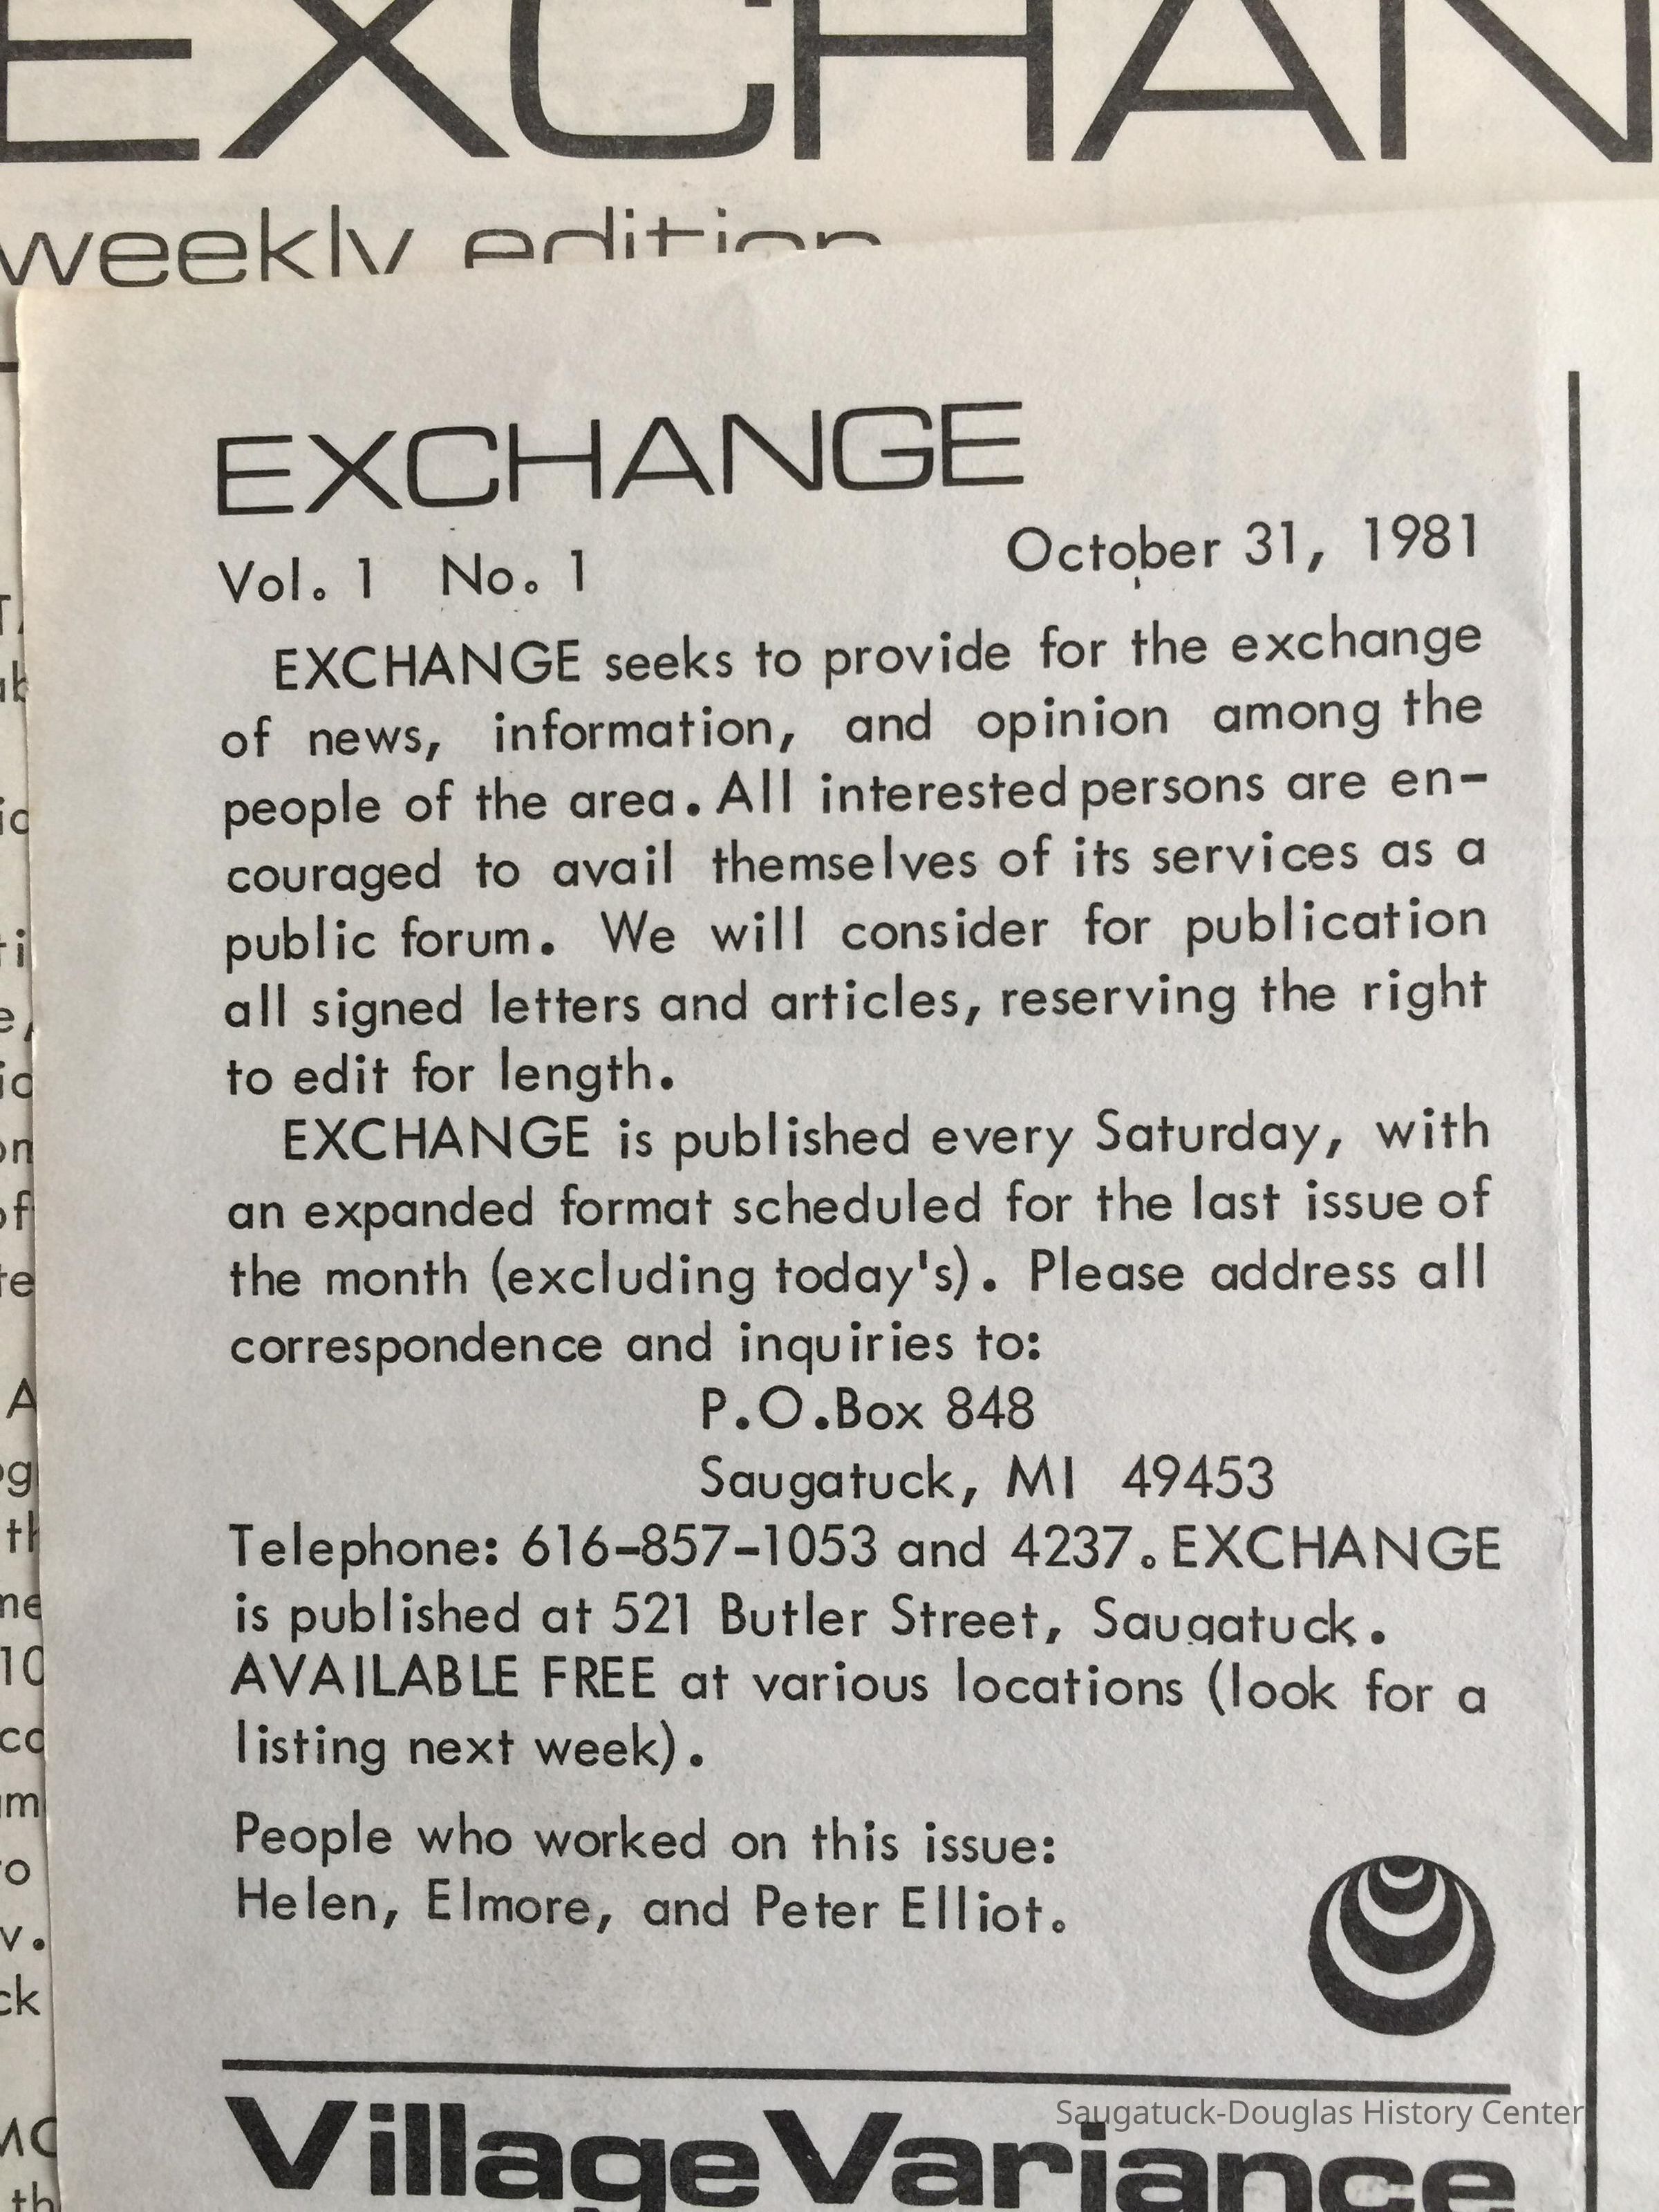 EXCHAN
weekly edition
EXCHANGE
Vol. 1 No. 1 October 31, 1981
EXCHANGE seeks to provide for the exchange
of news, information, and opinion among the
people of the area. All interested persons are en-
couraged to avail themselves of its services as a
public forum. We will consider for publication
all signed letters and articles, reserving the right
to edit for length.
EXCHANGE is published every Saturday, with
an expanded format scheduled for the last issue of
the month (excluding today's). Please address all
correspondence and inquiries to:
P.O.Box 848
Saugatuck, MI 49453
Telephone: 616-857-1053 and 4237. EXCHANGE
is published at 521 Butler Street, Saugatuck.
AVAILABLE FREE at various locations (look for a
listing next week).
People who worked on this issue:
Helen, Elmore, and Peter Elliot.
Village Variance
Saugatuck-Douglas History Center